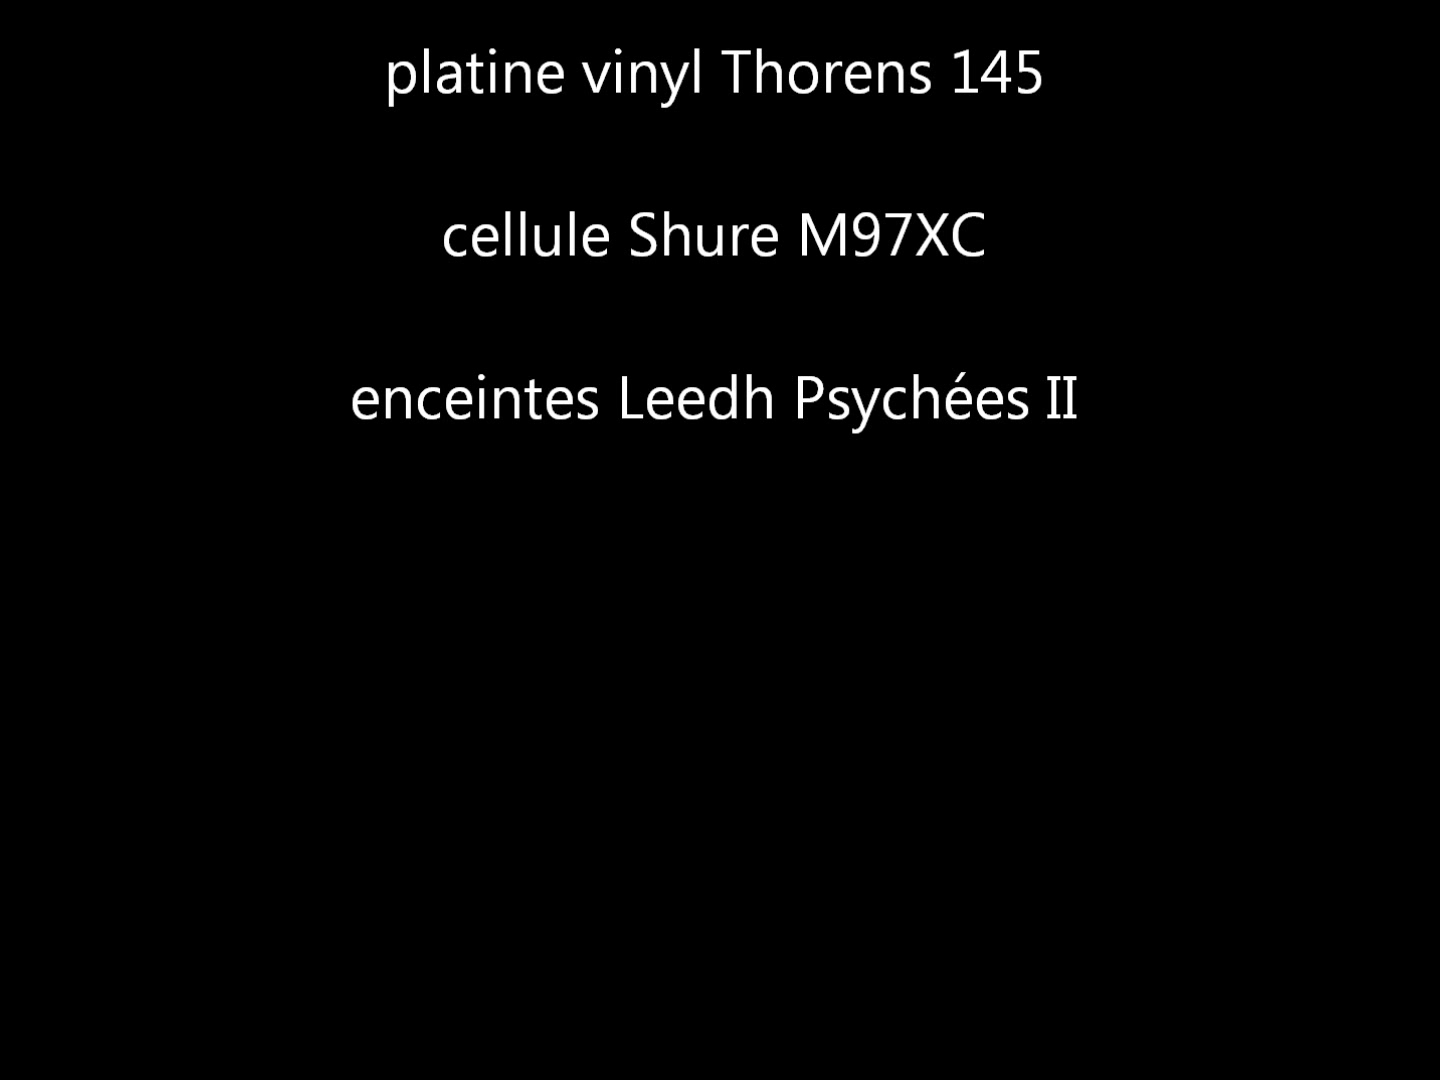 platine vinyl Thorens 145
cellule Shure M97XC
enceintes Leedh Psychées II